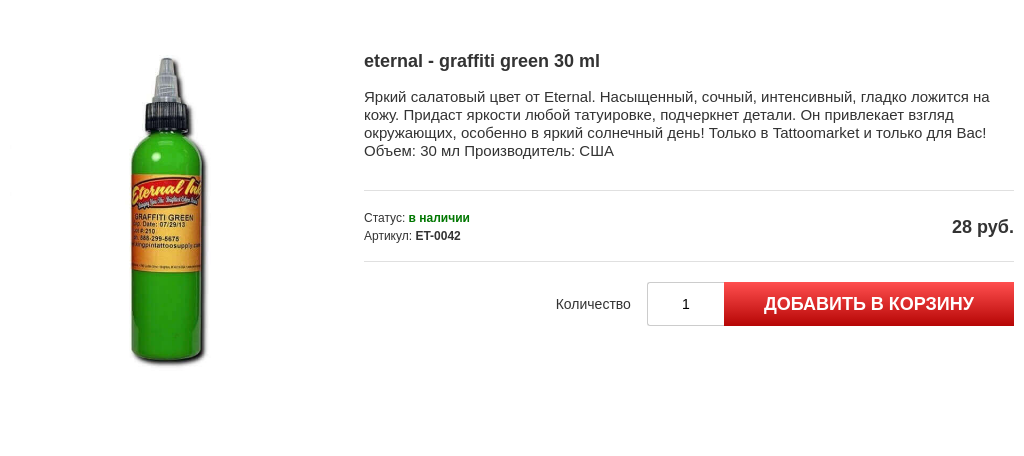 eternal - graffiti green 30 ml
Яркий салатовый цвет от Eternal. Насыщенный, сочный, интенсивный, гладко ложится на
кожу. Придаст яркости любой татуировке, подчеркнет детали. Он привлекает взгляд
окружающих, особенно в яркий солнечный день! Только в Tattoomarket и только для Вас!
Объем: 30 мл Производитель: США
Статус: в наличии
Артикул: ET-0042
28 руб.
Количество
1
ДОБАВИТЬ В КОРЗИНУ
Eternal Ink
GRAFFITI GREEN
Date: 07/29/13